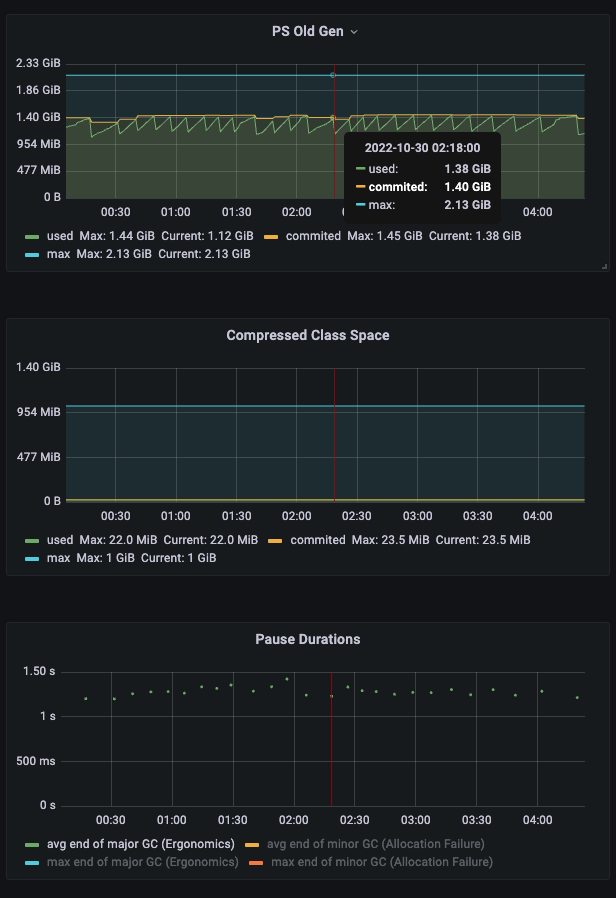 PS Old Gen
2.33 GiB
1.86 GiB
1.40 GiB
954 MiB
477 MiB
0 B
2022-10-30 02:18:00
used: 1.38 GiB
commited: 1.40 GiB
max: 2.13 GiB
00:30 01:00 01:30 02:00 04:00
used Max: 1.44 GiB Current: 1.12 GiB commited Max: 1.45 GiB Current: 1.38 GiB
max Max: 2.13 GiB Current: 2.13 GiB
Compressed Class Space
1.40 GiB
954 MiB
477 MiB
0 B
00:30 01:00 01:30 02:00 02:30 03:00 03:30 04:00
used Max: 22.0 MiB Current: 22.0 MiB commited Max: 23.5 MiB Current: 23.5 MiB
max Max: 1 GiB Current: 1 GiB
Pause Durations
1.50 s
1 s
500 ms
0 s
00:30 01:00 01:30 02:00 02:30 03:00 03:30 04:00
avg end of major GC (Ergonomics) avg end of minor GC (Allocation Failure)
max end of major GC (Ergonomics) max end of minor GC (Allocation Failure)